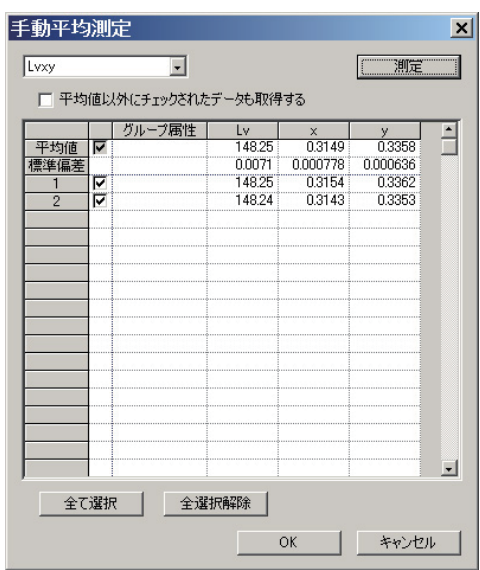 手動平均測定
Lvxy
測定
平均値以外にチェックされたデータも取得する
グループ属性 Lv x y
平均値 148.25 0.3149 0.3358
標準偏差 0.0071 0.000778 0.000636
1 148.25 0.3154 0.3362
2 148.24 0.3143 0.3353
全て選択 全選択解除
OK キャンセル